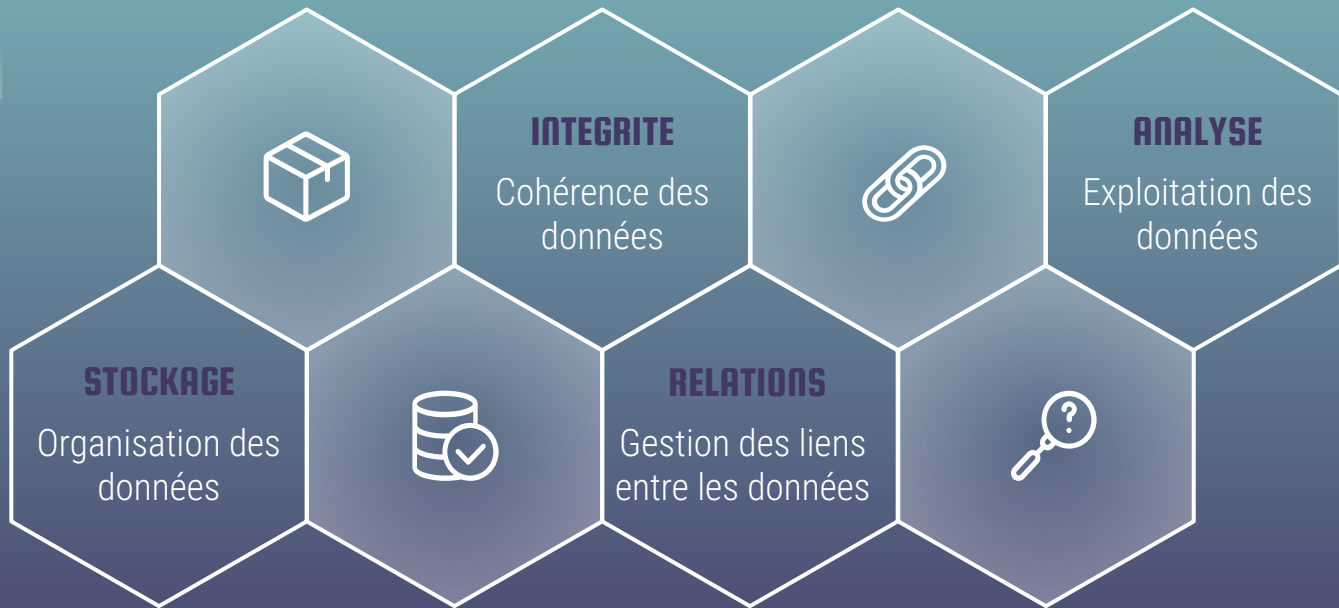 INTEGRITE
Cohérence des
données
ANALYSE
Exploitation des
données
STOCKAGE
Organisation des
données
RELATIONS
Gestion des liens
entre les données
?